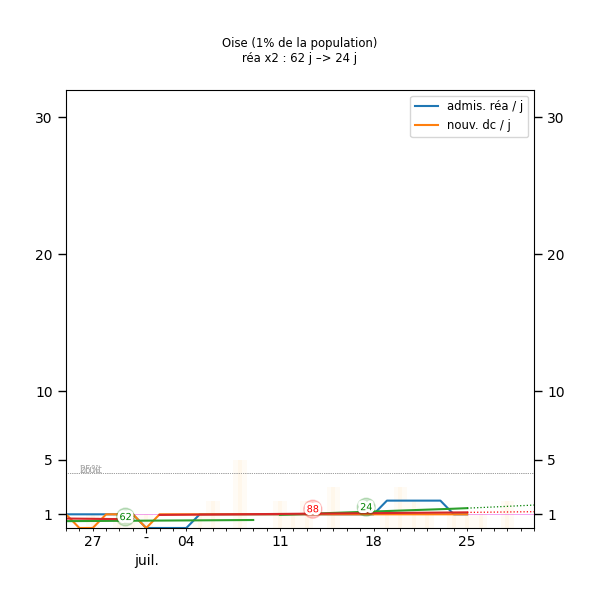 Oise (1% de la population)
réa x2 : 62 j –> 24 j
admis. réa / j
nouv. dc / j
30 30
20 20
10 10
5 5
1 1
62
88
24
27 - 04 11 18 25
juil.